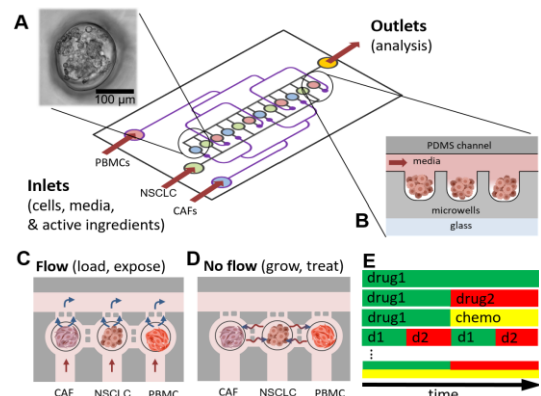 A
100 µm
Outlets
(analysis)
PBMCs
NSCLC
CAFs
Inlets
(cells, media,
& active ingredients)
PDMS channel
media
microwells
glass
B
C Flow (load, expose)
CAF NSCLC PBMC
D No flow (grow, treat)
CAF NSCLC PBMC
E
drug1
drug1 drug2
drug1 chemo
d1 d2 d1 d2
⋮
time